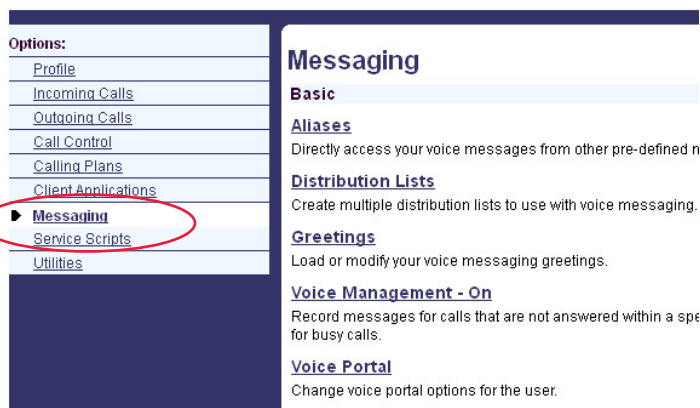 Options:
Profile
Incoming Calls
Outgoing Calls
Call Control
Calling Plans
Client Applications
Messaging
Service Scripts
Utilities
Messaging
Basic
Aliases
Directly access your voice messages from other pre-defined n
Distribution Lists
Create multiple distribution lists to use with voice messaging.
Greetings
Load or modify your voice messaging greetings.
Voice Management - On
Record messages for calls that are not answered within a spe
for busy calls.
Voice Portal
Change voice portal options for the user.